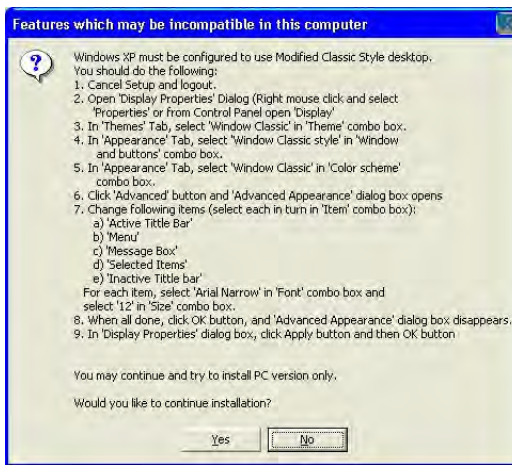 Features which may be incompatible in this computer
Windows XP must be configured to use Modified Classic Style desktop.
You should do the following:
1. Cancel Setup and logout.
2. Open 'Display Properties' Dialog (Right mouse click and select
'Properties' or from Control Panel open 'Display'
3. In 'Themes' Tab, select 'Window Classic' in 'Theme' combo box.
4. In 'Appearance' Tab, select 'Window Classic style' in 'Window
and buttons' combo box.
5. In 'Appearance' Tab, select 'Window Classic' in 'Color scheme'
combo box.
6. Click 'Advanced' button and 'Advanced Appearance' dialog box opens
7. Change following items (select each in turn in 'Item' combo box):
a) 'Active Tittle Bar'
b) 'Menu'
c) 'Message Box'
d) 'Selected Items'
e) 'Inactive Tittle bar'
For each item, select 'Arial Narrow' in 'Font' combo box and
select '12' in 'Size' combo box.
8. When all done, click OK button, and 'Advanced Appearance' dialog box disappears.
9. In 'Display Properties' dialog box, click Apply button and then OK button
You may continue and try to install PC version only.
Would you like to continue installation?
Yes No